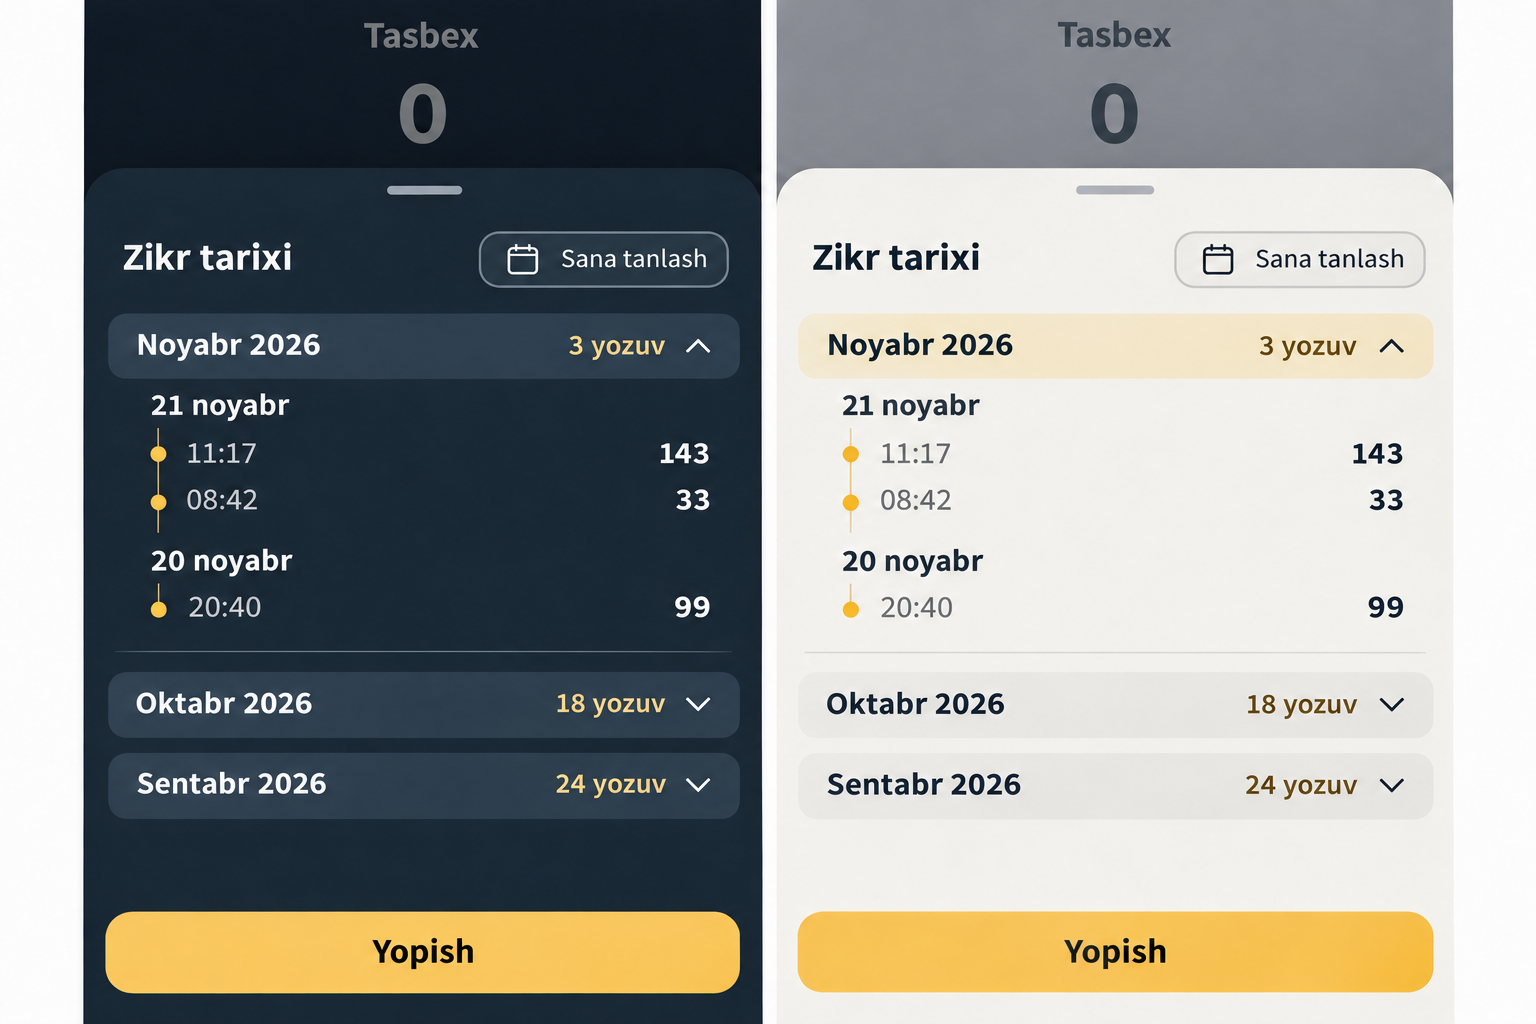 Tasbex
0
Zikr tarixi
Sana tanlash
Noyabr 2026
3 yozuv
21 noyabr
11:17
143
08:42
33
20 noyabr
20:40
99
Oktabr 2026
18 yozuv
Sentabr 2026
24 yozuv
Yopish
Tasbex
0
Zikr tarixi
Sana tanlash
Noyabr 2026
3 yozuv
21 noyabr
11:17
143
08:42
33
20 noyabr
20:40
99
Oktabr 2026
18 yozuv
Sentabr 2026
24 yozuv
Yopish